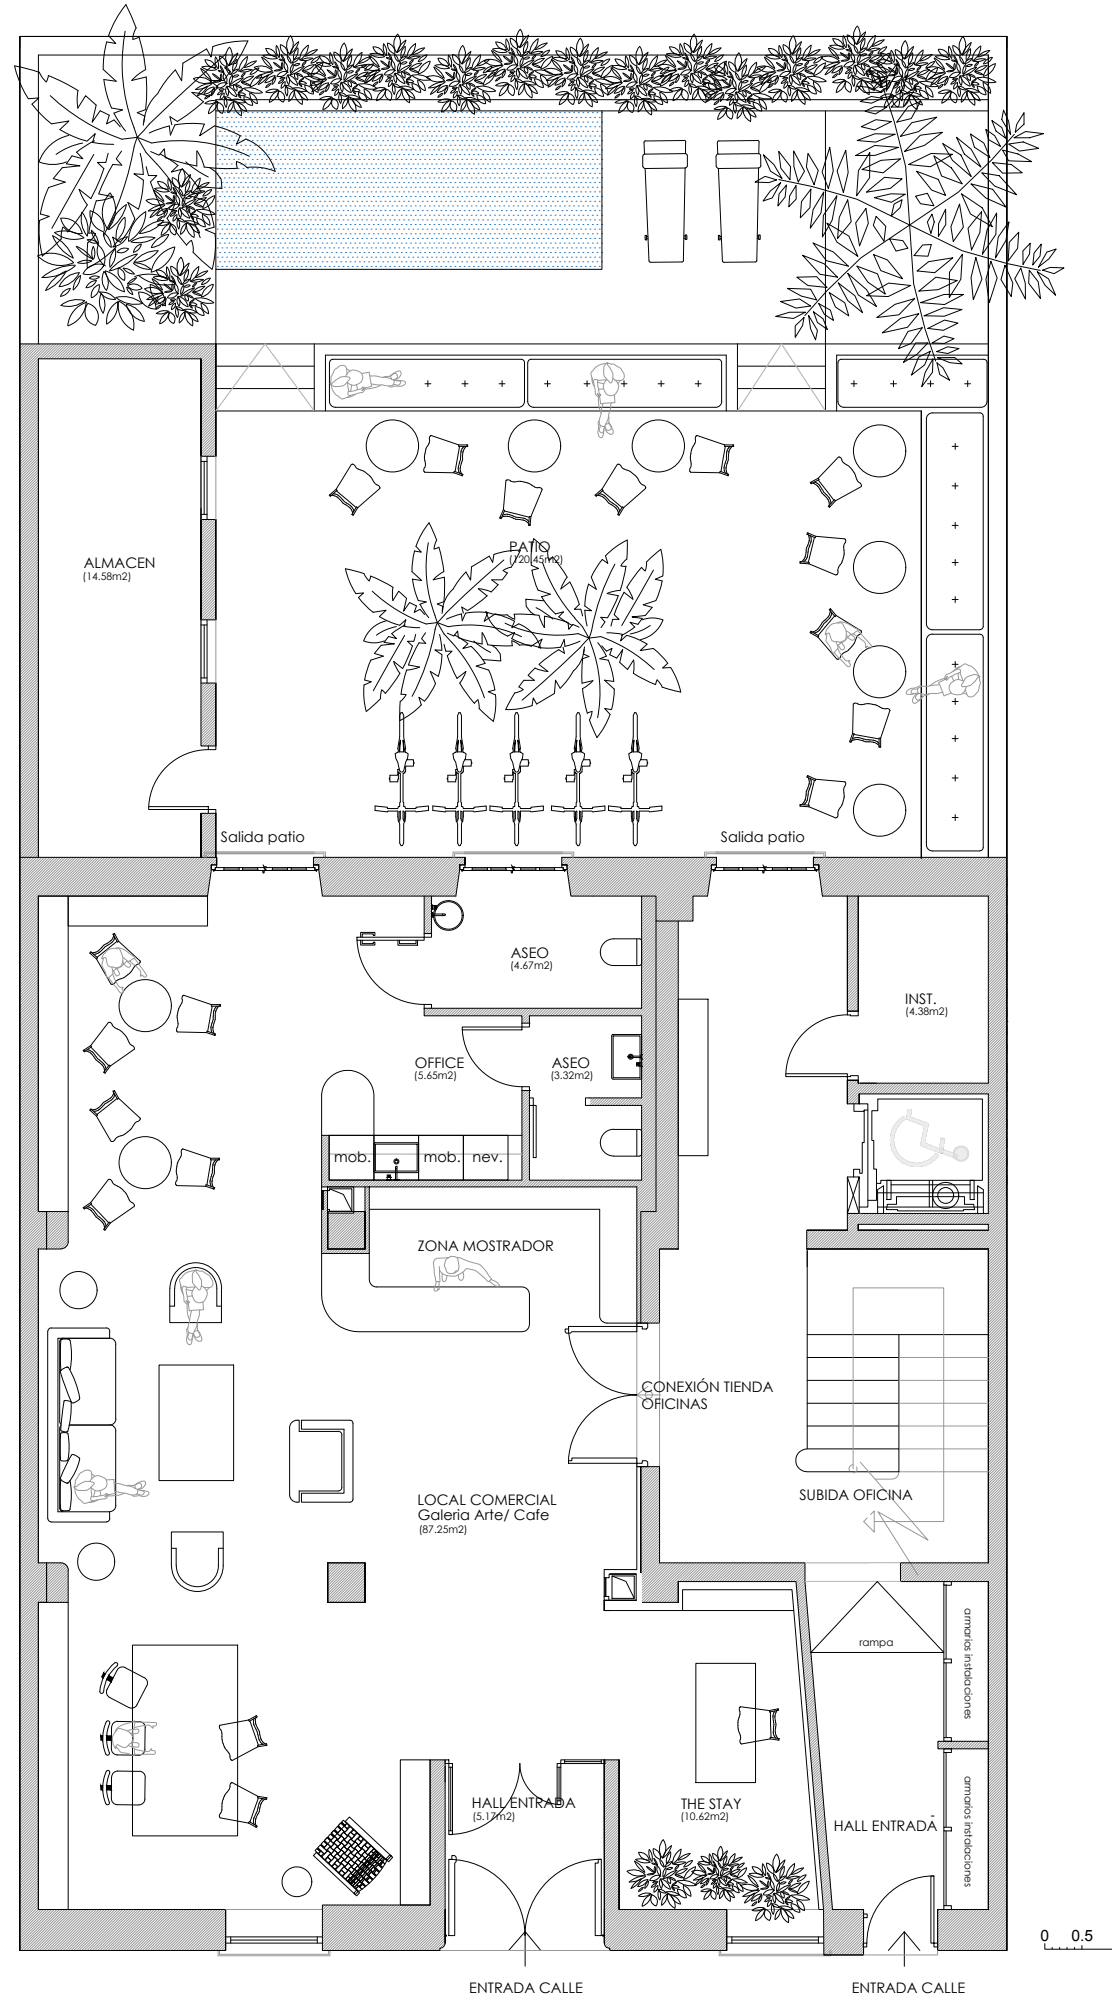 PATIO
(120.45m2)
ALMACEN
(14.58m2)
Salida patio
Salida patio
ASEO
(4.67m2)
INST.
(4.38m2)
OFFICE
(5.65m2)
ASEO
(3.32m2)
mob.
mob.
nev.
ZONA MOSTRADOR
CONEXIÓN TIENDA
OFICINAS
SUBIDA OFICINA
LOCAL COMERCIAL
Galeria Arte/ Cafe
(87.25m2)
rampa
armarios instalaciones
HALL ENTRADA
(5.17m2)
THE STAY
(10.62m2)
HALL ENTRADA
armarios instalaciones
0 0.5
ENTRADA CALLE
ENTRADA CALLE